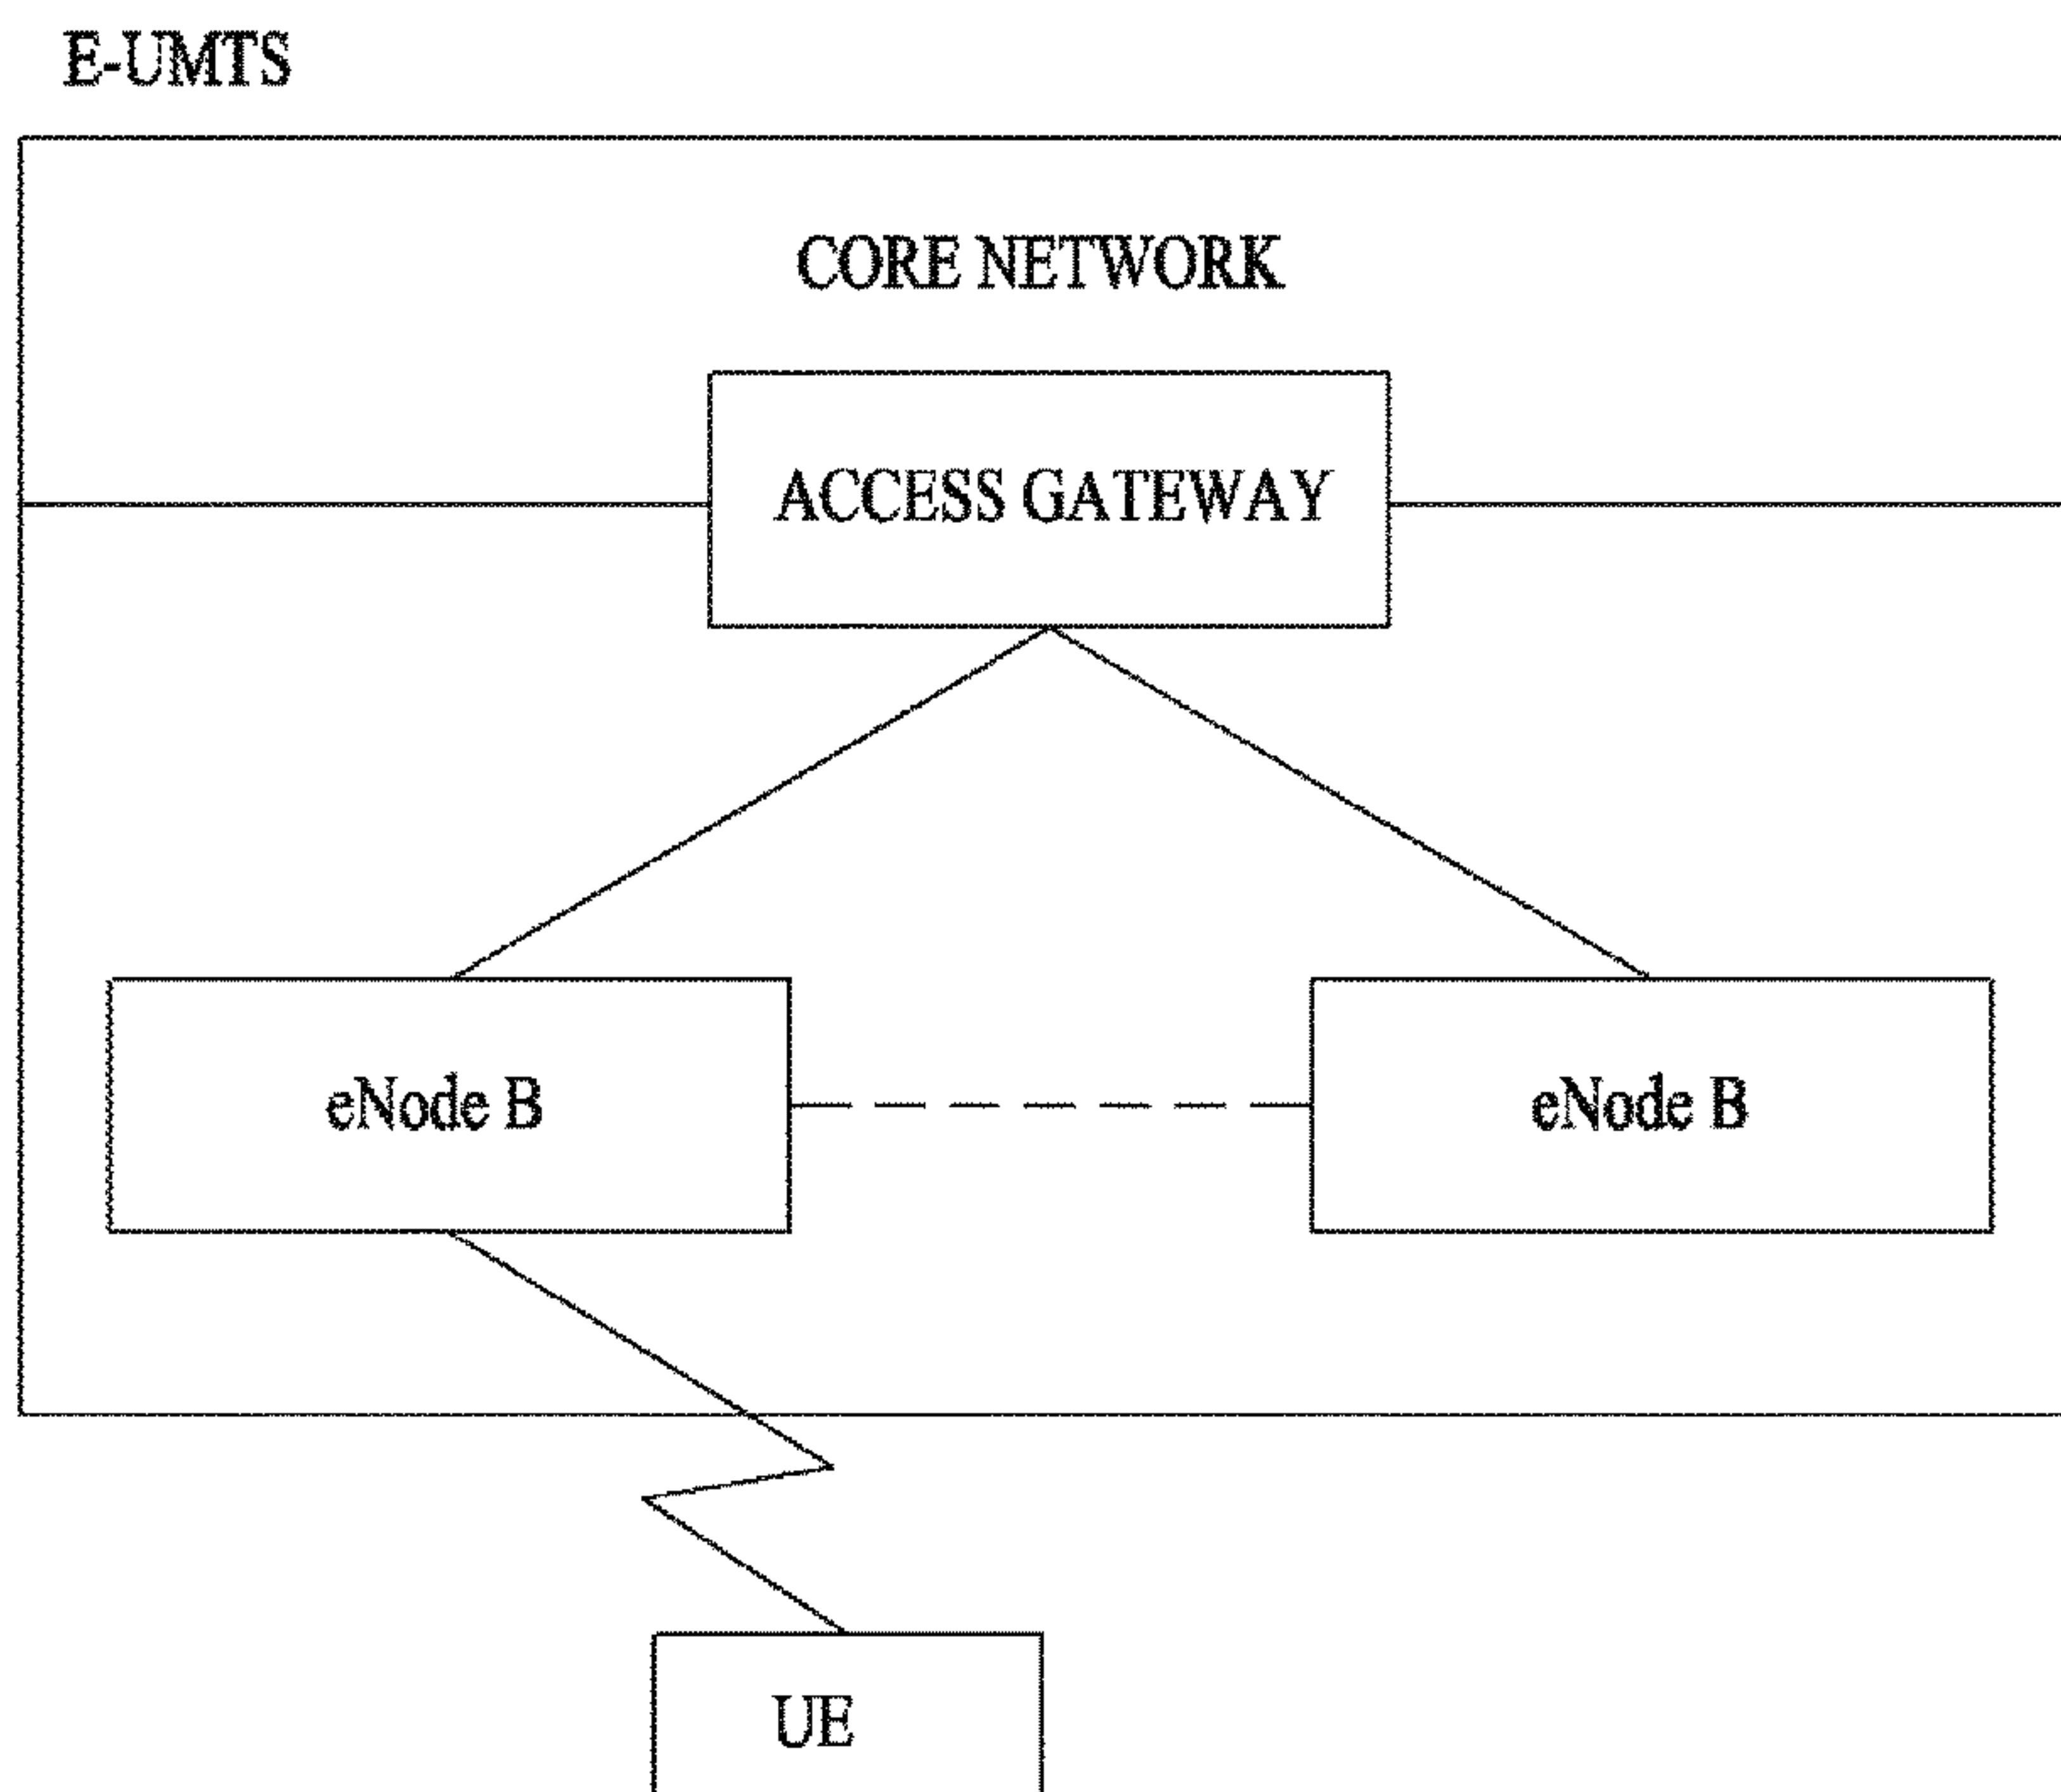 E-UMTS
CORE NETWORK
ACCESS GATEWAY
eNode B
eNode B
UE